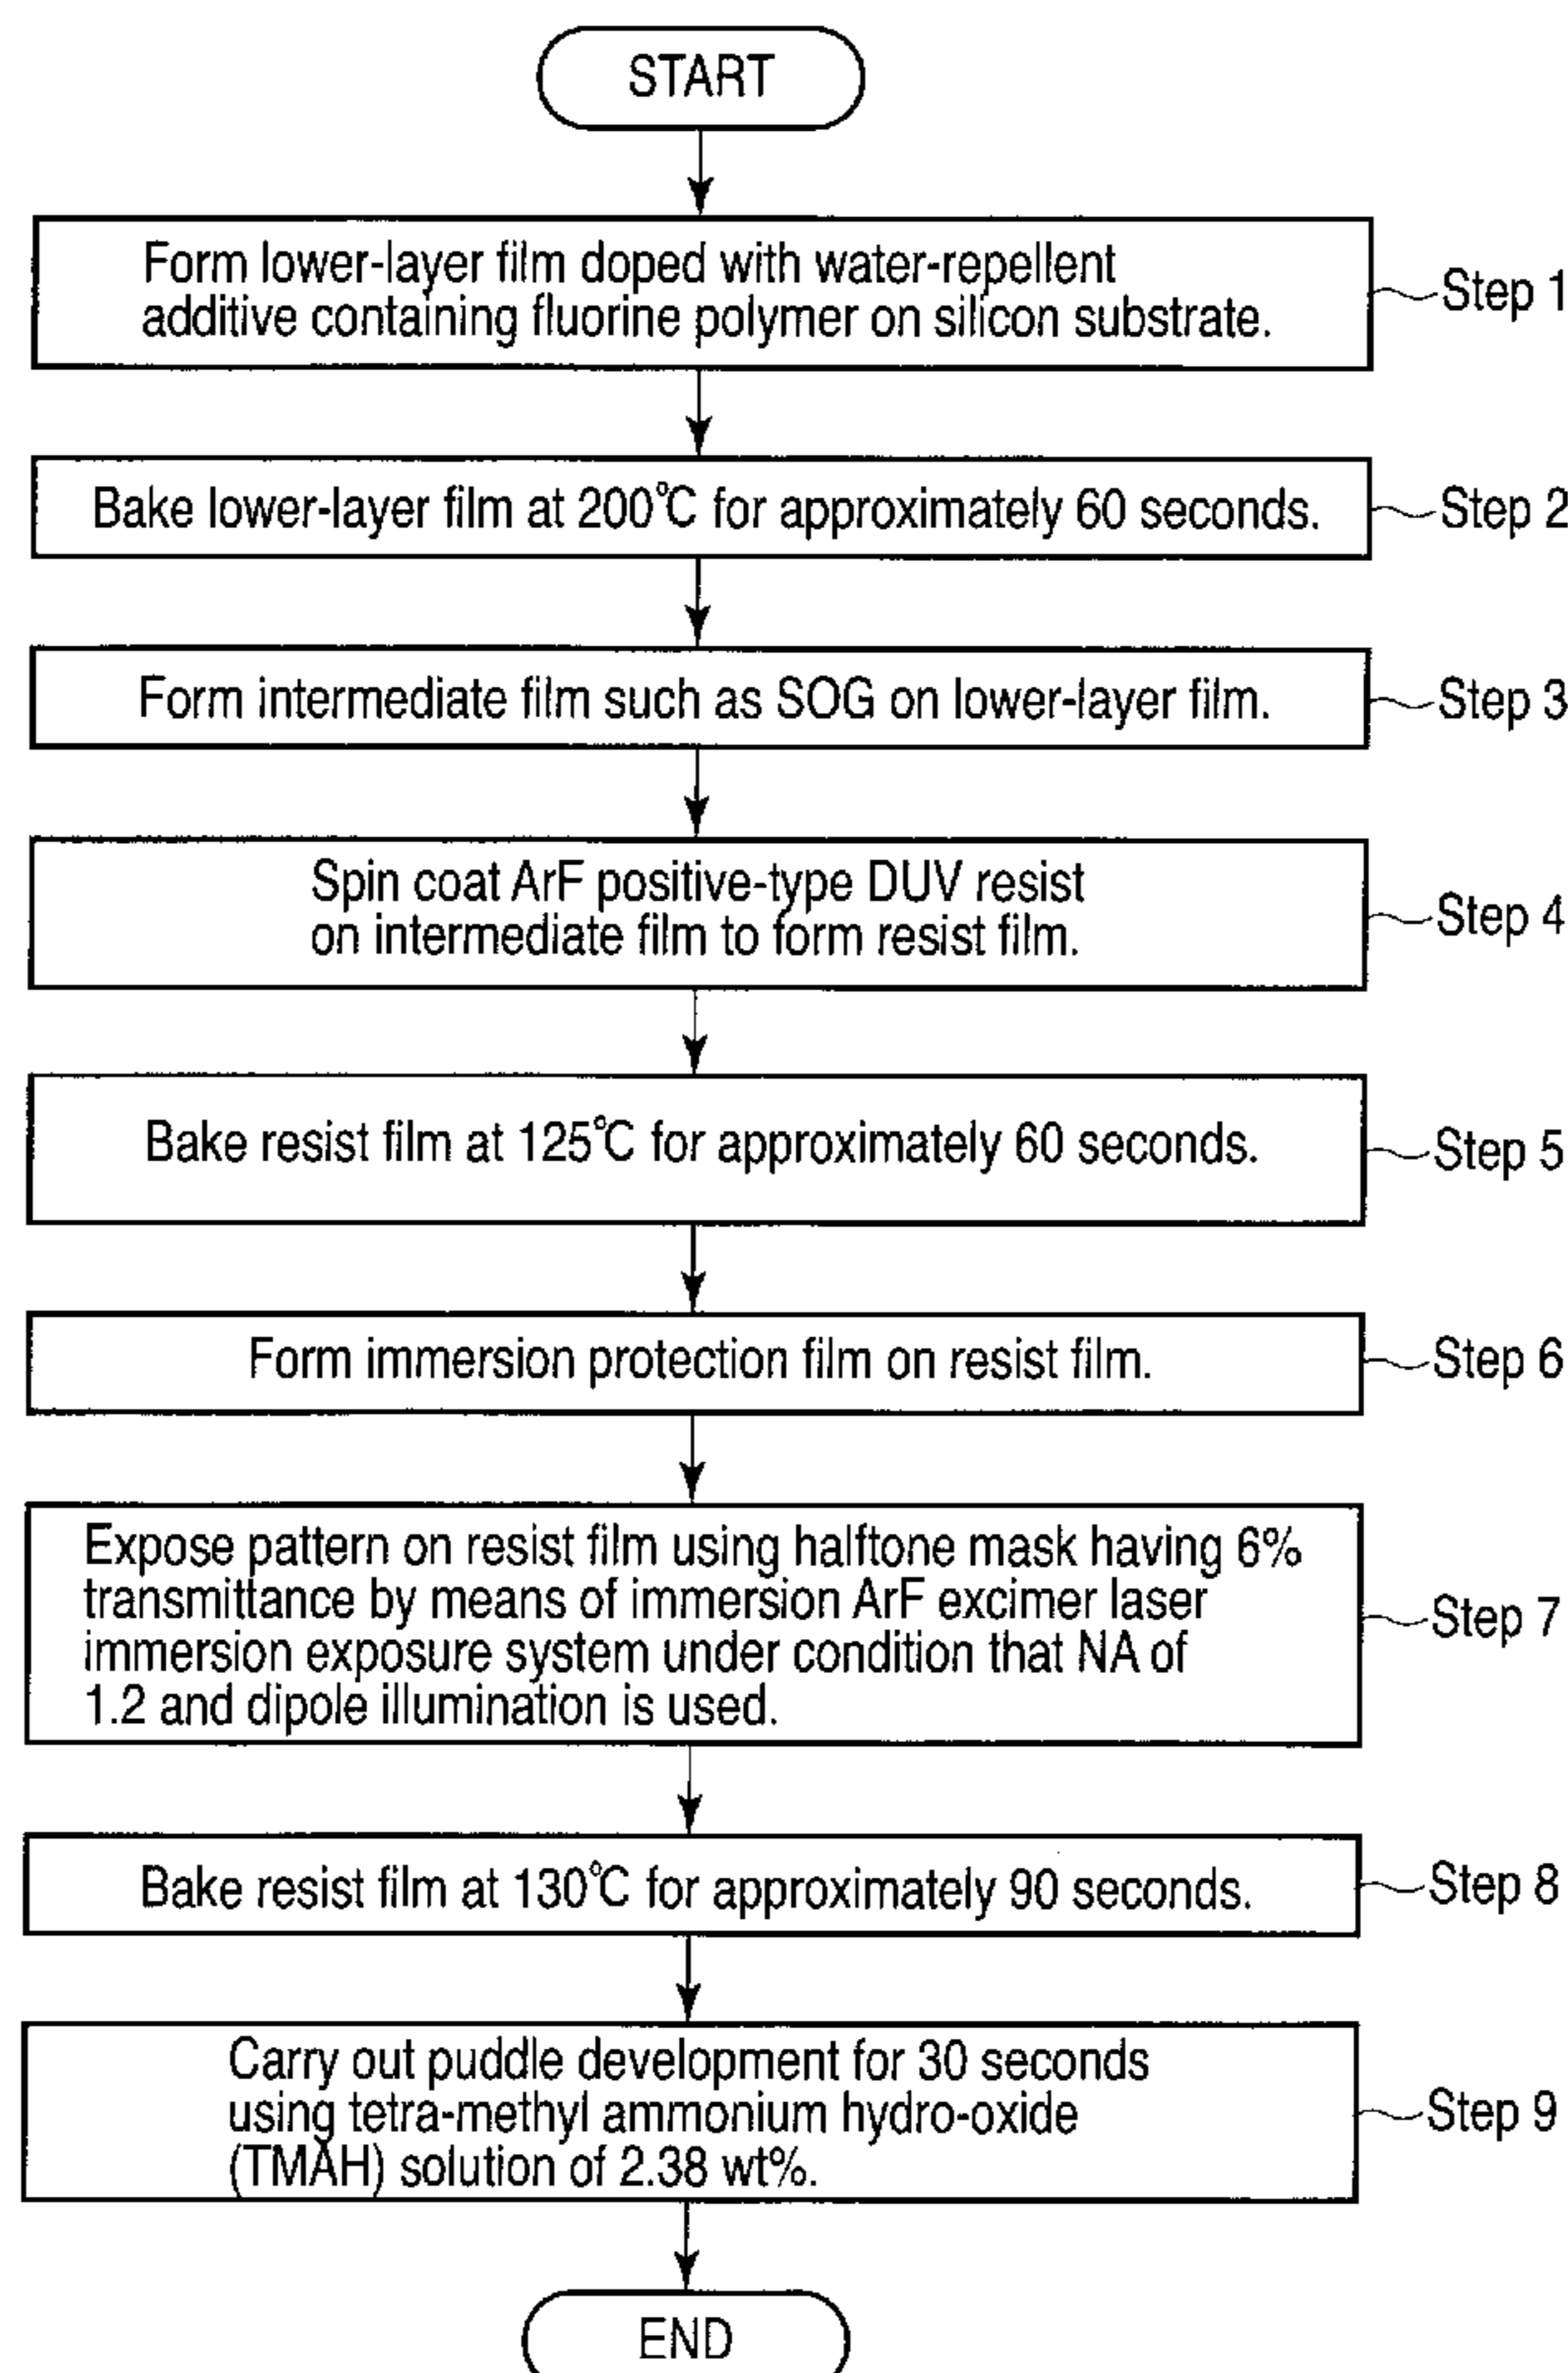 START
Form lower-layer film doped with water-repellent
additive containing fluorine polymer on silicon substrate.
Step 1
Bake lower-layer film at 200°C for approximately 60 seconds.
Step 2
Form intermediate film such as SOG on lower-layer film.
Step 3
Spin coat ArF positive-type DUV resist
on intermediate film to form resist film.
Step 4
Bake resist film at 125°C for approximately 60 seconds.
Step 5
Form immersion protection film on resist film.
Step 6
Expose pattern on resist film using halftone mask having 6%
transmittance by means of immersion ArF excimer laser
immersion exposure system under condition that NA of
1.2 and dipole illumination is used.
Step 7
Bake resist film at 130°C for approximately 90 seconds.
Step 8
Carry out puddle development for 30 seconds
using tetra-methyl ammonium hydro-oxide
(TMAH) solution of 2.38 wt%.
Step 9
END